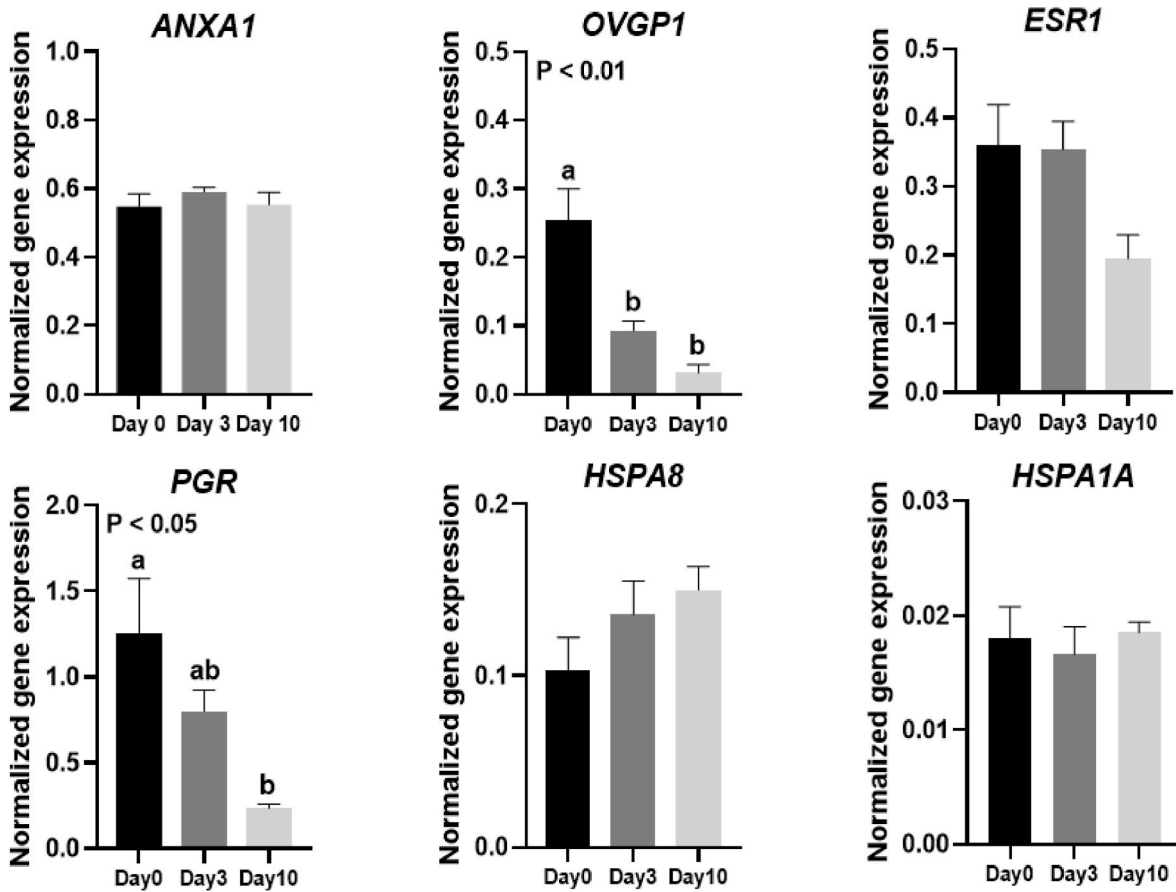 ANXA1
Normalized gene expression
1.0
0.8
0.6
0.4
0.2
0.0
Day 0 Day 3 Day 10
OVGP1
Normalized gene expression
0.5
0.4
0.3
0.2
0.1
0.0
P < 0.01
a
b
b
Day0 Day3 Day10
ESR1
Normalized gene expression
0.5
0.4
0.3
0.2
0.1
0.0
Day0 Day3 Day10
PGR
Normalized gene expression
2.0
1.5
1.0
0.5
0.0
P < 0.05
a
ab
b
Day0 Day3 Day10
HSPA8
Normalized gene expression
0.2
0.1
0.0
Day0 Day3 Day10
HSPA1A
Normalized gene expression
0.03
0.02
0.01
0.00
Day0 Day3 Day10